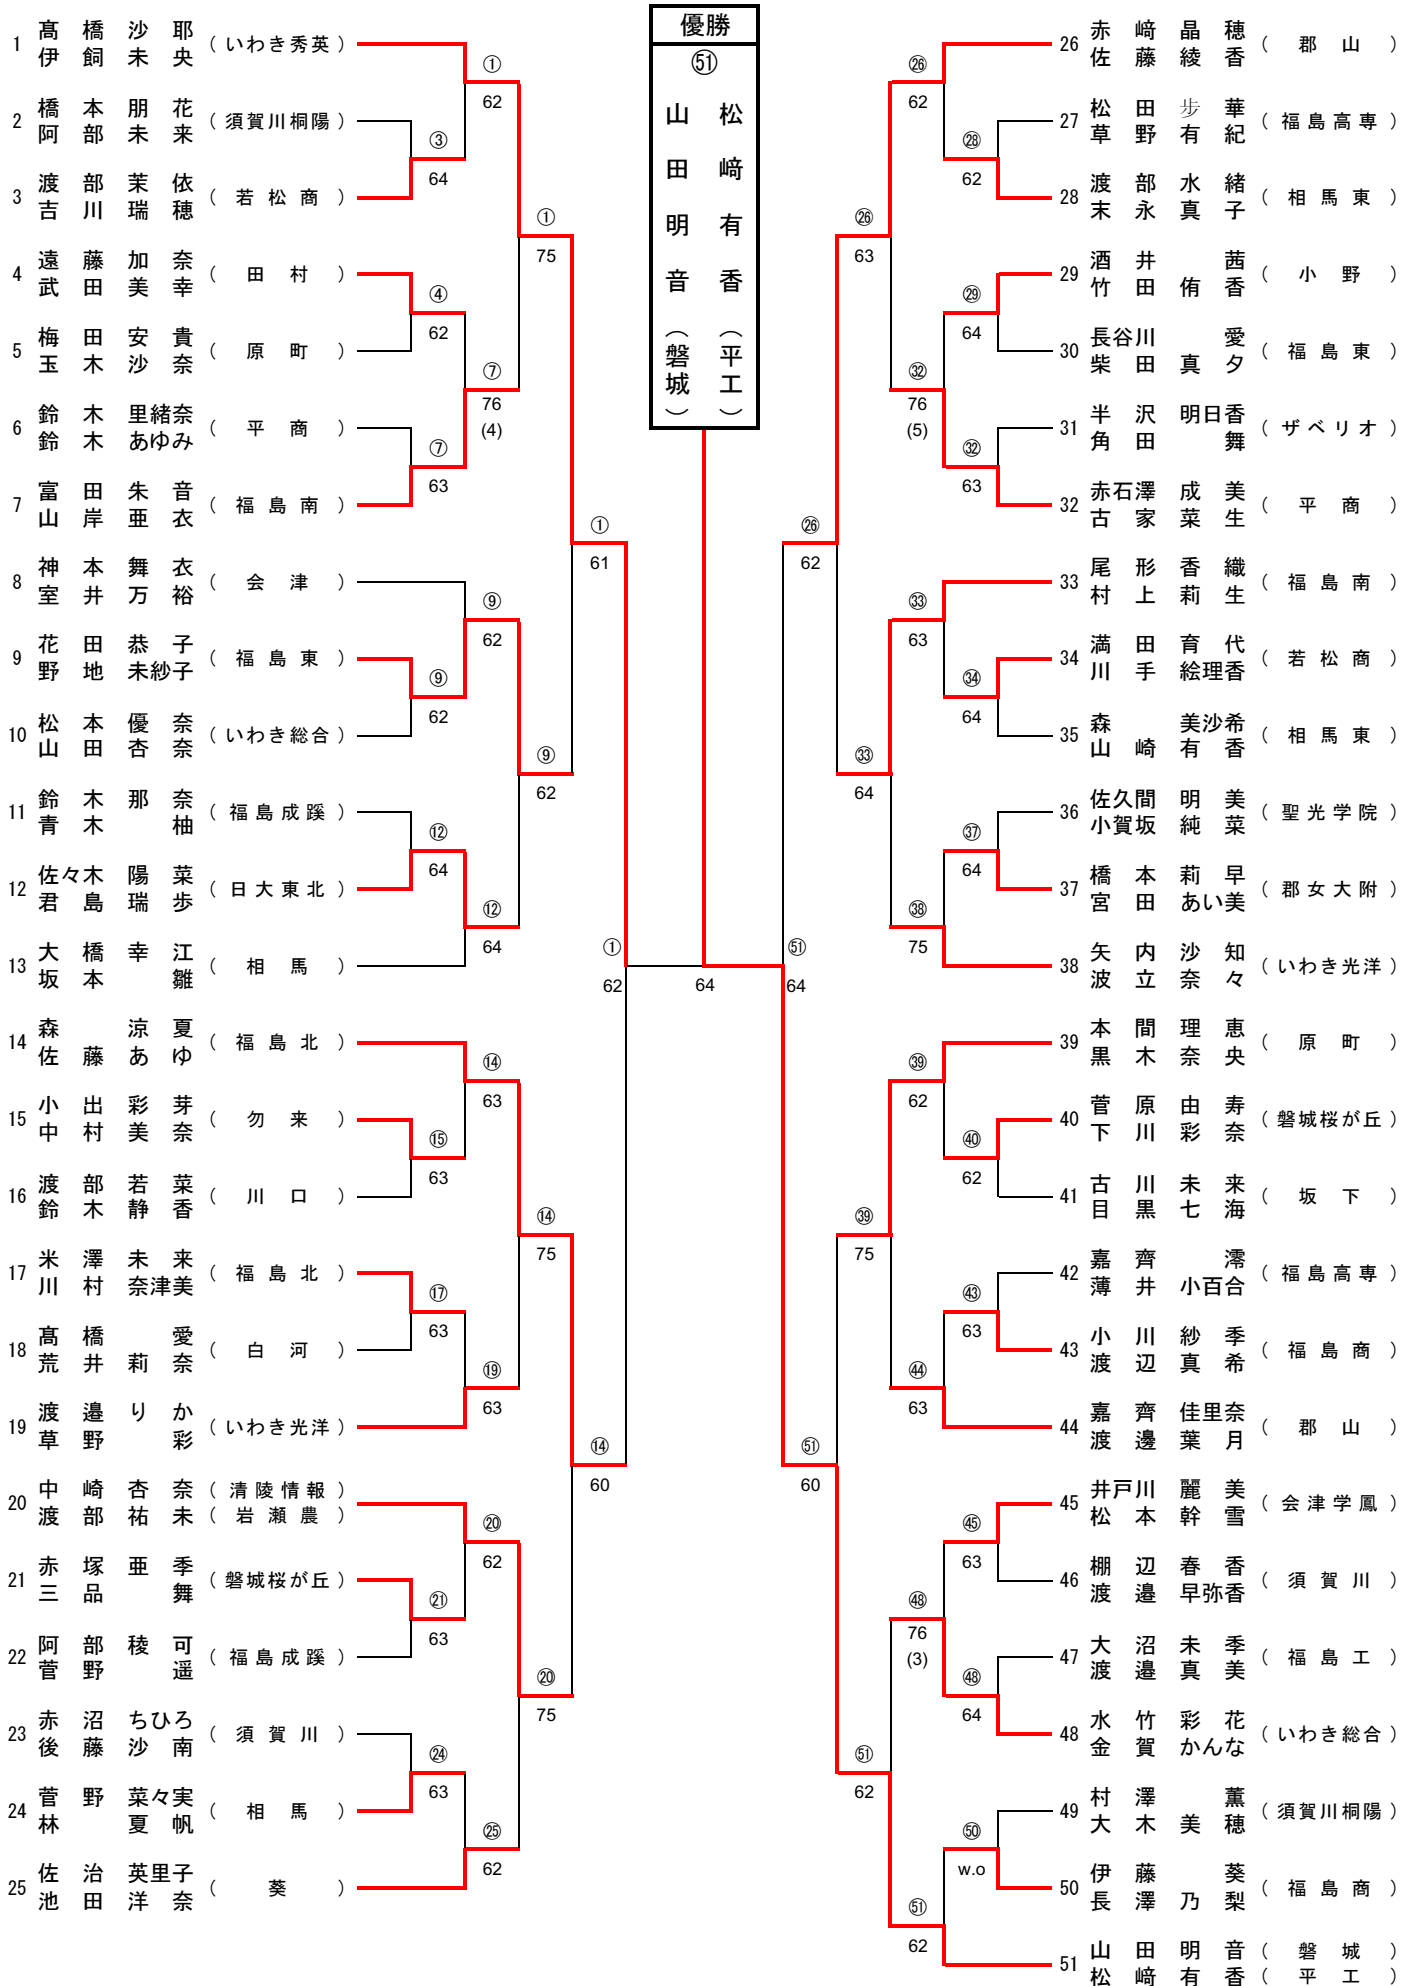 優勝
㊿+1
山田明音（磐城）
松﨑有香（平工）
1 髙橋沙耶 伊飼未央（いわき秀英）
2 橋本朋花 阿部未来（須賀川桐陽）
3 渡部茉依 吉川瑞穂（若松商）
4 遠藤加奈 武田美幸（田村）
5 梅田安貴 玉木沙奈（原町）
6 鈴木里緒奈 鈴木あゆみ（平商）
7 富田朱音 山岸亜衣（福島南）
8 神本舞衣 室井万裕（会津）
9 花田恭子 野地未紗子（福島東）
10 松本優奈 山田杏奈（いわき総合）
11 鈴木那奈 青木柚（福島成蹊）
12 佐々木陽菜 君島瑞歩（日大東北）
13 大橋幸江 坂本雛（相馬）
14 森涼夏 佐藤あゆ（福島北）
15 小出彩芽 中村美奈（勿来）
16 渡部若菜 鈴木静香（川口）
17 米澤未来 川村奈津美（福島北）
18 髙橋愛 荒井莉奈（白河）
19 渡邉りか 草野彩（いわき光洋）
20 中崎杏奈（清陵情報） 渡部祐未（岩瀬農）
21 赤塚亜季 三品舞（磐城桜が丘）
22 阿部稜可 菅野遥（福島成蹊）
23 赤沼ちひろ 後藤沙南（須賀川）
24 菅野菜々実 林夏帆（相馬）
25 佐治英里子 池田洋奈（葵）
① 62
③ 64
① 75
④ 62
⑦ 76 (4)
⑦ 63
① 61
⑨ 62
⑨ 62
⑨ 62
⑫ 64
⑫ 64
① 62
⑭ 63
⑮ 63
⑭ 75
⑰ 63
⑲ 63
⑭ 60
⑳ 62
㉑ 63
⑳ 75
㉔ 63
㉕ 62
64
26 赤﨑晶穂 佐藤綾香（郡山）
27 松田歩華 草野有紀（福島高専）
28 渡部水緒 末永真子（相馬東）
29 酒井茜 竹田侑香（小野）
30 長谷川愛 柴田真夕（福島東）
31 半沢明日香 角田舞（ザベリオ）
32 赤石澤成美 古家菜生（平商）
33 尾形香織 村上莉生（福島南）
34 満田育代 川手絵理香（若松商）
35 森美沙希 山崎有香（相馬東）
36 佐久間明美 小賀坂純菜（聖光学院）
37 橋本莉早 宮田あい美（郡女大附）
38 矢内沙知 波立奈々（いわき光洋）
39 本間理恵 黒木奈央（原町）
40 菅原由寿 下川彩奈（磐城桜が丘）
41 古川未来 目黒七海（坂下）
42 嘉齊澪 薄井小百合（福島高専）
43 小川紗季 渡辺真希（福島商）
44 嘉齊佳里奈 渡邊葉月（郡山）
45 井戸川麗美 松本幹雪（会津学鳳）
46 棚辺春香 渡邉早弥香（須賀川）
47 大沼未季 渡邉真美（福島工）
48 水竹彩花 金賀かんな（いわき総合）
49 村澤薫 大木美穂（須賀川桐陽）
50 伊藤葵 長澤乃梨（福島商）
51 山田明音（磐城） 松﨑有香（平工）
㉖ 62
㉘ 62
㉖ 63
㉙ 64
㉜ 76 (5)
㉜ 63
㉖ 62
㉝ 63
㉞ 64
㉝ 64
㊲ 64
㊳ 75
51 64
㊴ 62
㊵ 62
㊴ 75
㊸ 63
㊹ 63
51 60
㊺ 63
㊽ 76 (3)
㊽ 64
51 62
㊿ w.o
51 62